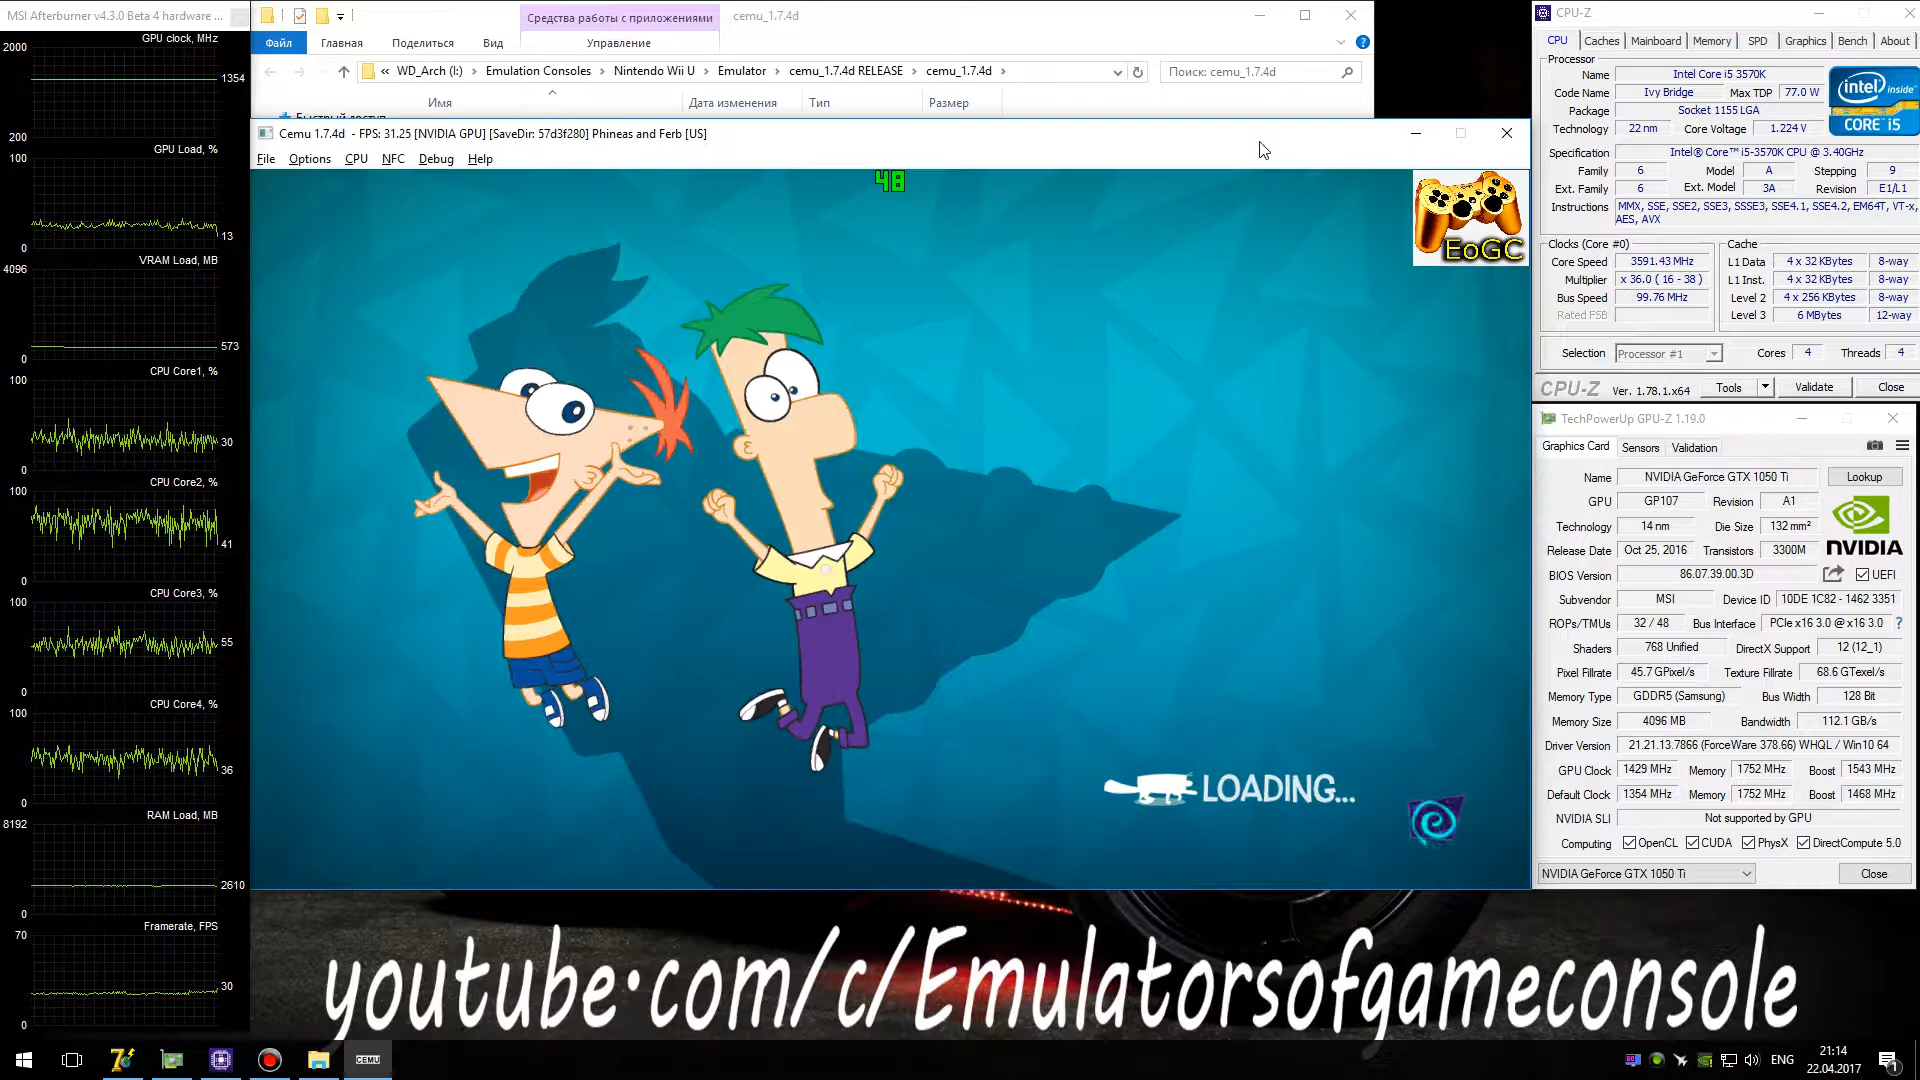 MSI Afterburner v4.3.0 Beta 4 hardware ...
GPU clock, MHz
2000
1354
200
GPU Load, %
100
13
0
VRAM Load, MB
4096
573
0
CPU Core1, %
100
30
0
CPU Core2, %
100
41
0
CPU Core3, %
100
55
0
CPU Core4, %
100
36
0
RAM Load, MB
8192
2610
0
Framerate, FPS
70
30
0
Средства работы с приложениями
cemu_1.7.4d
Файл
Главная
Поделиться
Вид
Управление
« WD_Arch (I:) › Emulation Consoles › Nintendo Wii U › Emulator › cemu_1.7.4d RELEASE › cemu_1.7.4d ›
Поиск: cemu_1.7.4d
Имя
Дата изменения
Тип
Размер
Быстрый доступ
Cemu 1.7.4d - FPS: 31.25 [NVIDIA GPU] [SaveDir: 57d3f280] Phineas and Ferb [US]
File Options CPU NFC Debug Help
48
EoGC
LOADING...
CPU-Z
CPU Caches Mainboard Memory SPD Graphics Bench About
Processor
Name Intel Core i5 3570K
Code Name Ivy Bridge Max TDP 77.0 W
Package Socket 1155 LGA
Technology 22 nm Core Voltage 1.224 V
intel inside™
CORE i5
Specification Intel® Core™ i5-3570K CPU @ 3.40GHz
Family 6 Model A Stepping 9
Ext. Family 6 Ext. Model 3A Revision E1/L1
Instructions MMX, SSE, SSE2, SSE3, SSSE3, SSE4.1, SSE4.2, EM64T, VT-x,
AES, AVX
Clocks (Core #0)
Core Speed 3591.43 MHz
Multiplier x 36.0 ( 16 - 38 )
Bus Speed 99.76 MHz
Rated FSB
Cache
L1 Data 4 x 32 KBytes 8-way
L1 Inst. 4 x 32 KBytes 8-way
Level 2 4 x 256 KBytes 8-way
Level 3 6 MBytes 12-way
Selection Processor #1 Cores 4 Threads 4
CPU-Z Ver. 1.78.1.x64 Tools Validate Close
TechPowerUp GPU-Z 1.19.0
Graphics Card Sensors Validation
Name NVIDIA GeForce GTX 1050 Ti Lookup
GPU GP107 Revision A1
Technology 14 nm Die Size 132 mm²
Release Date Oct 25, 2016 Transistors 3300M
NVIDIA
BIOS Version 86.07.39.00.3D UEFI
Subvendor MSI Device ID 10DE 1C82 - 1462 3351
ROPs/TMUs 32 / 48 Bus Interface PCIe x16 3.0 @ x16 3.0 ?
Shaders 768 Unified DirectX Support 12 (12_1)
Pixel Fillrate 45.7 GPixel/s Texture Fillrate 68.6 GTexel/s
Memory Type GDDR5 (Samsung) Bus Width 128 Bit
Memory Size 4096 MB Bandwidth 112.1 GB/s
Driver Version 21.21.13.7866 (ForceWare 378.66) WHQL / Win10 64
GPU Clock 1429 MHz Memory 1752 MHz Boost 1543 MHz
Default Clock 1354 MHz Memory 1752 MHz Boost 1468 MHz
NVIDIA SLI Not supported by GPU
Computing OpenCL CUDA PhysX DirectCompute 5.0
NVIDIA GeForce GTX 1050 Ti Close
youtube.com/c/Emulatorsofgameconsole
CEMU
ENG
21:14
22.04.2017
1